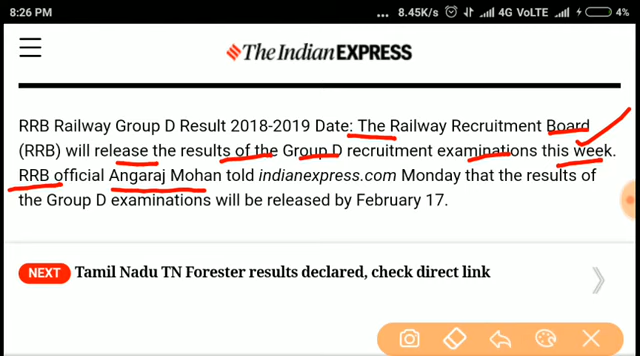 8:26 PM ... 8.45K/s 4G VoLTE 4%
The Indian EXPRESS
RRB Railway Group D Result 2018-2019 Date: The Railway Recruitment Board
(RRB) will release the results of the Group D recruitment examinations this week.
RRB official Angaraj Mohan told indianexpress.com Monday that the results of
the Group D examinations will be released by February 17.
NEXT Tamil Nadu TN Forester results declared, check direct link